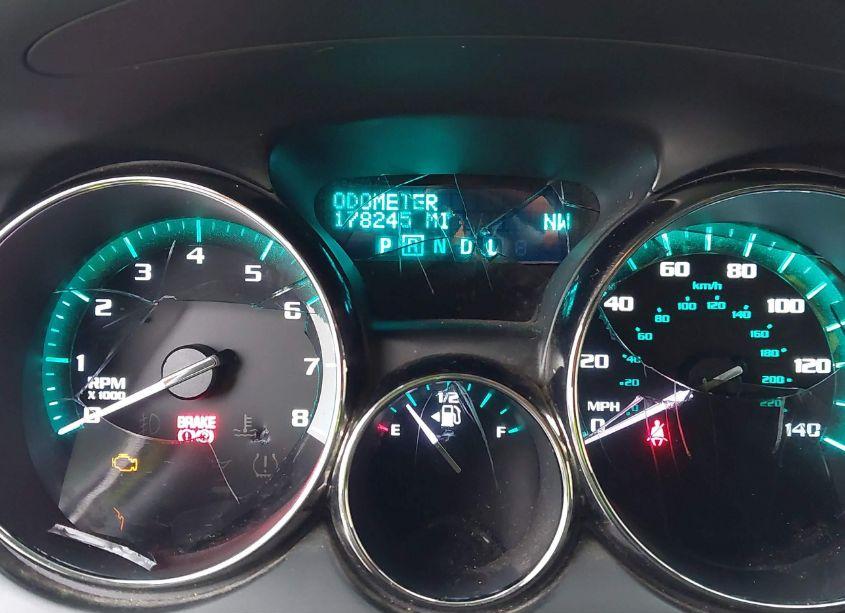 ODOMETER
178245 MI NW
P R N D L
0 1 2 3 4 5 6 7 8
RPM
X 1000
BRAKE
E 1/2 F
0 20 40 60 80 100 120 140
MPH
km/h
20 40 60 80 100 120 140 160 180 200 220